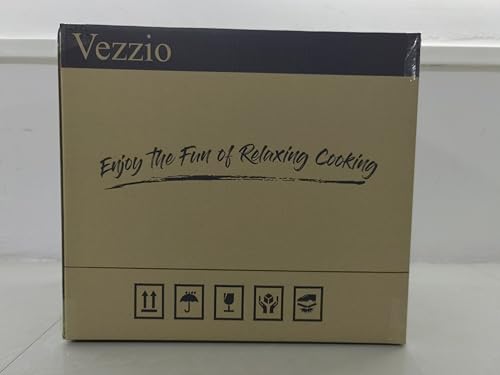 Vezzio
Enjoy the Fun of Relaxing Cooking